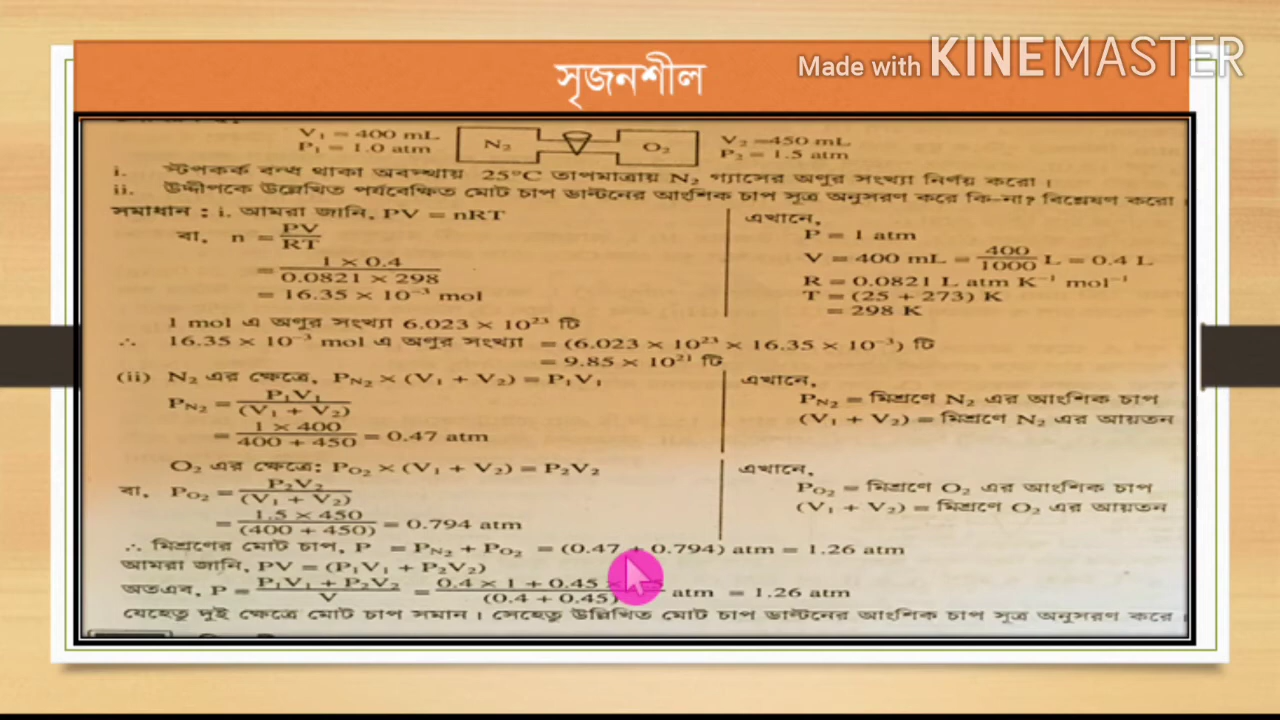 সৃজনশীল
Made with KINEMASTER
V₁ = 400 mL
P₁ = 1.0 atm
N₂
O₂
V₂ =450 mL
P₂ = 1.5 atm
i. স্টপকর্ক বন্ধ থাকা অবস্থায় 25°C তাপমাত্রায় N₂ গ্যাসের অণুর সংখ্যা নির্ণয় করো।
ii. উদ্দীপকে উল্লেখিত পর্যবেক্ষিত মোট চাপ ডাল্টনের আংশিক চাপ সূত্র অনুসরণ করে কি-না? বিশ্লেষণ করো
সমাধান : i. আমরা জানি, PV = nRT
বা, n = PV/RT
= 1 × 0.4 / 0.0821 × 298
= 16.35 × 10⁻³ mol
এখানে,
P = 1 atm
V = 400 mL = 400/1000 L = 0.4 L
R = 0.0821 L atm K⁻¹ mol⁻¹
T = (25 + 273) K
= 298 K
1 mol এ অণুর সংখ্যা 6.023 × 10²³ টি
∴ 16.35 × 10⁻³ mol এ অণুর সংখ্যা = (6.023 × 10²³ × 16.35 × 10⁻³) টি
= 9.85 × 10²¹ টি
(ii) N₂ এর ক্ষেত্রে, P_N₂ × (V₁ + V₂) = P₁V₁
P_N₂ = P₁V₁ / (V₁ + V₂)
= 1 × 400 / 400 + 450 = 0.47 atm
এখানে,
P_N₂ = মিশ্রণে N₂ এর আংশিক চাপ
(V₁ + V₂) = মিশ্রণে N₂ এর আয়তন
O₂ এর ক্ষেত্রে: P_O₂ × (V₁ + V₂) = P₂V₂
বা, P_O₂ = P₂V₂ / (V₁ + V₂)
= 1.5 × 450 / (400 + 450) = 0.794 atm
এখানে,
P_O₂ = মিশ্রণে O₂ এর আংশিক চাপ
(V₁ + V₂) = মিশ্রণে O₂ এর আয়তন
∴ মিশ্রণের মোট চাপ, P = P_N₂ + P_O₂ = (0.47 + 0.794) atm = 1.26 atm
আমরা জানি, PV = (P₁V₁ + P₂V₂)
অতএব, P = P₁V₁ + P₂V₂ / V = 0.4 × 1 + 0.45 / (0.4 + 0.45) atm = 1.26 atm
যেহেতু দুই ক্ষেত্রে মোট চাপ সমান। সেহেতু উল্লিখিত মোট চাপ ডাল্টনের আংশিক চাপ সূত্র অনুসরণ করে।